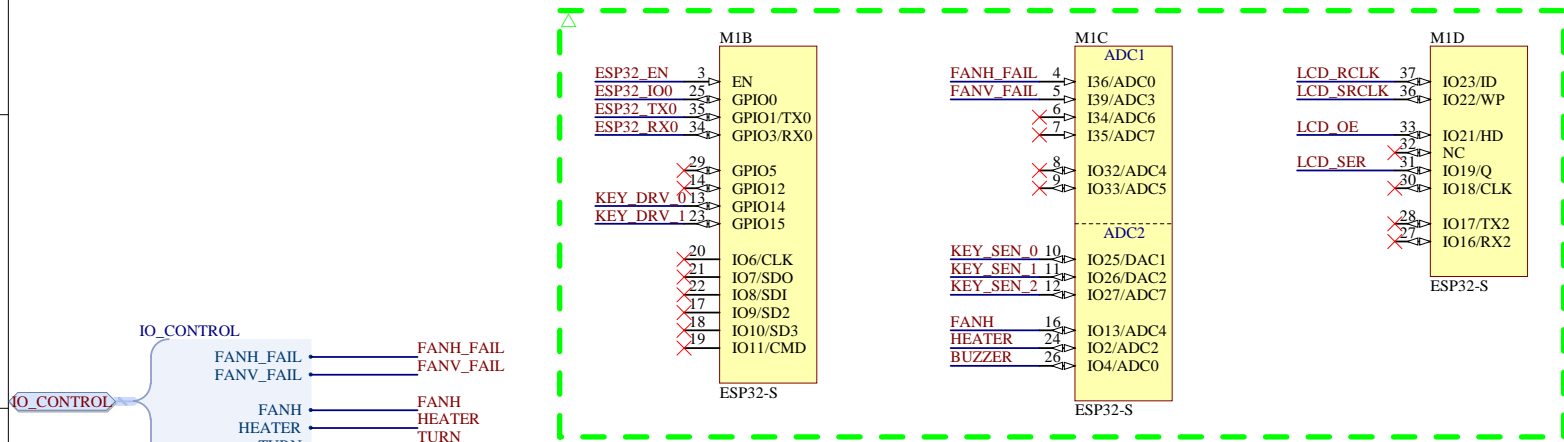 M1B
ESP32_EN 3 EN
ESP32_IO0 25 GPIO0
ESP32_TX0 35 GPIO1/TX0
ESP32_RX0 34 GPIO3/RX0
29 GPIO5
14 GPIO12
KEY_DRV_0 13 GPIO14
KEY_DRV_1 23 GPIO15
20 IO6/CLK
21 IO7/SDO
22 IO8/SDI
17 IO9/SD2
18 IO10/SD3
19 IO11/CMD
ESP32-S
M1C
ADC1
FANH_FAIL 4 I36/ADC0
FANV_FAIL 5 I39/ADC3
6 I34/ADC6
7 I35/ADC7
8 IO32/ADC4
9 IO33/ADC5
ADC2
KEY_SEN_0 10 IO25/DAC1
KEY_SEN_1 11 IO26/DAC2
KEY_SEN_2 12 IO27/ADC7
FANH 16 IO13/ADC4
HEATER 24 IO2/ADC2
BUZZER 26 IO4/ADC0
ESP32-S
M1D
LCD_RCLK 37 IO23/ID
LCD_SRCLK 36 IO22/WP
LCD_OE 33 IO21/HD
32 NC
LCD_SER 31 IO19/Q
30 IO18/CLK
28 IO17/TX2
27 IO16/RX2
ESP32-S
IO_CONTROL
FANH_FAIL FANH_FAIL
FANV_FAIL FANV_FAIL
IO_CONTROL
FANH FANH
HEATER HEATER
TURN TURN